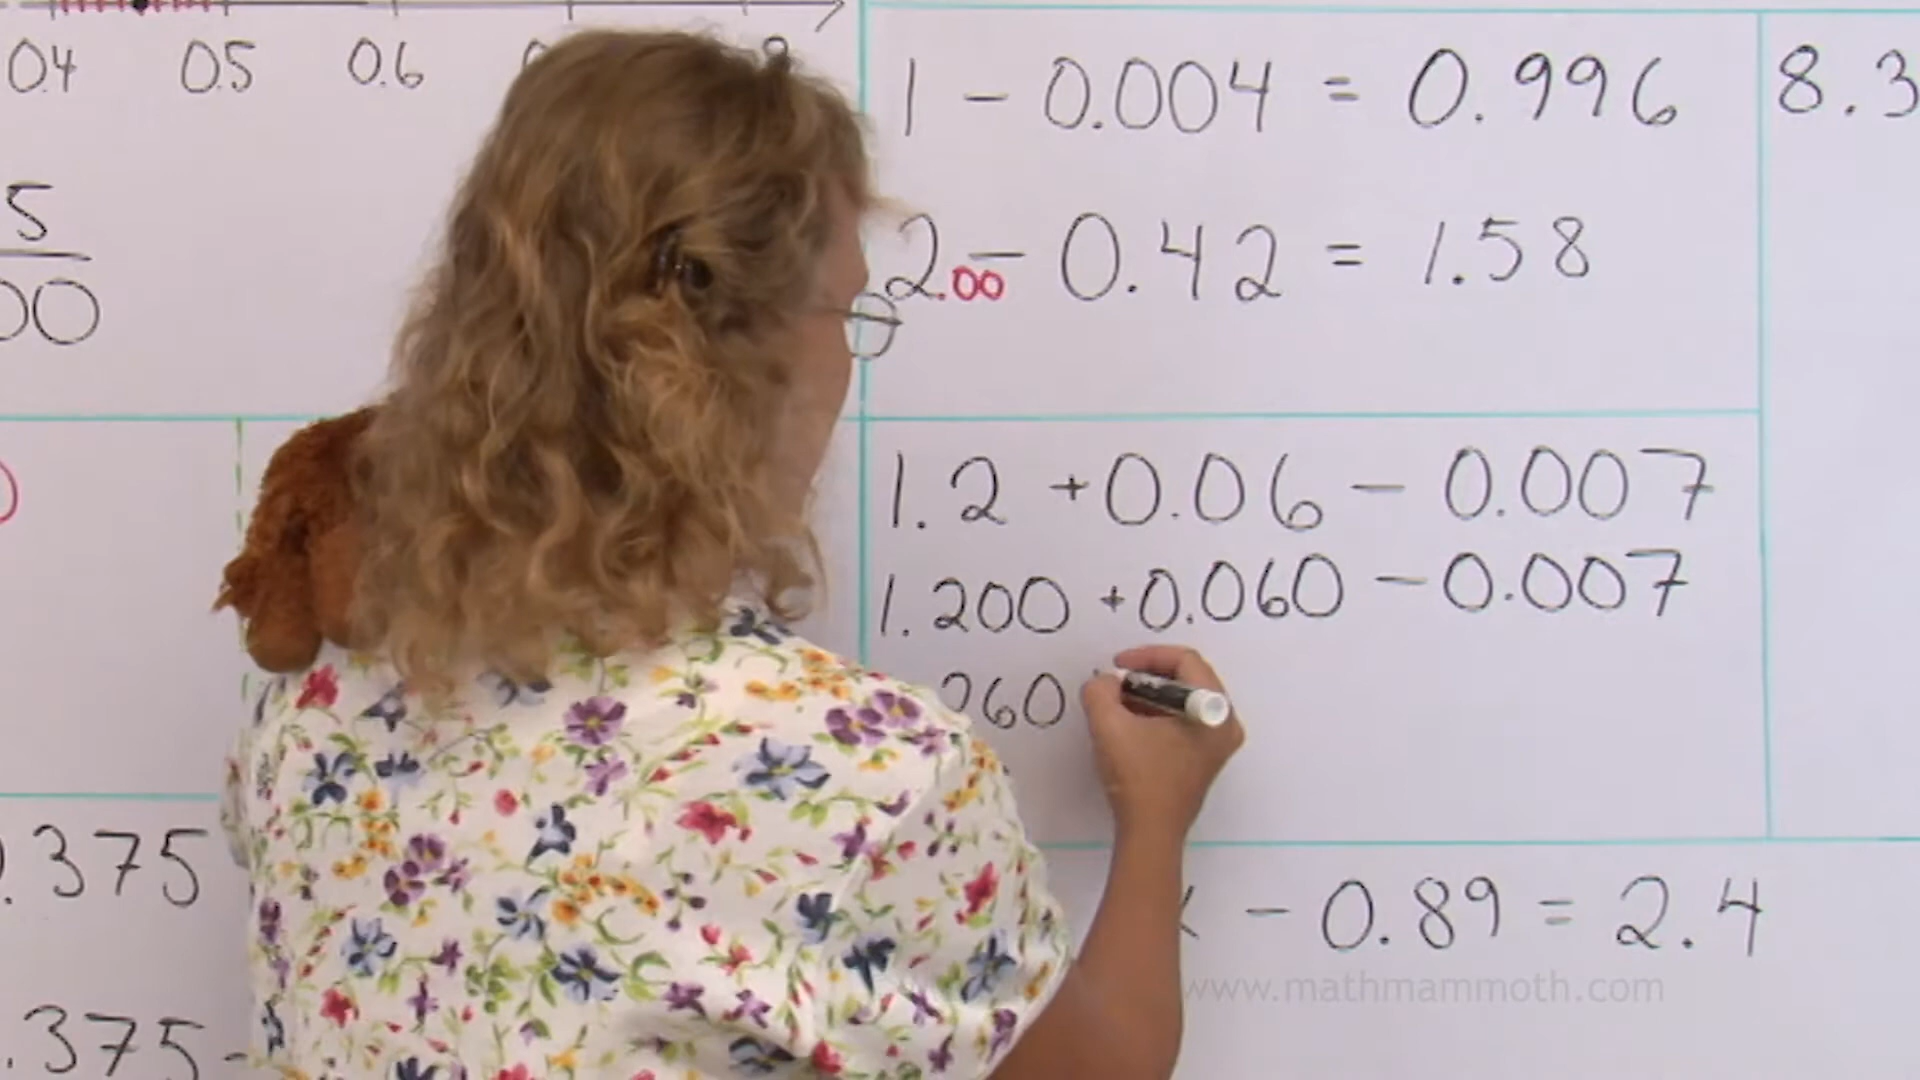 0.4 0.5 0.6
5
00
.375
.375-
1 - 0.004 = 0.996
2.00 - 0.42 = 1.58
1.2 + 0.06 - 0.007
1.200 + 0.060 - 0.007
260
- 0.89 = 2.4
www.mathmammoth.com
8.3